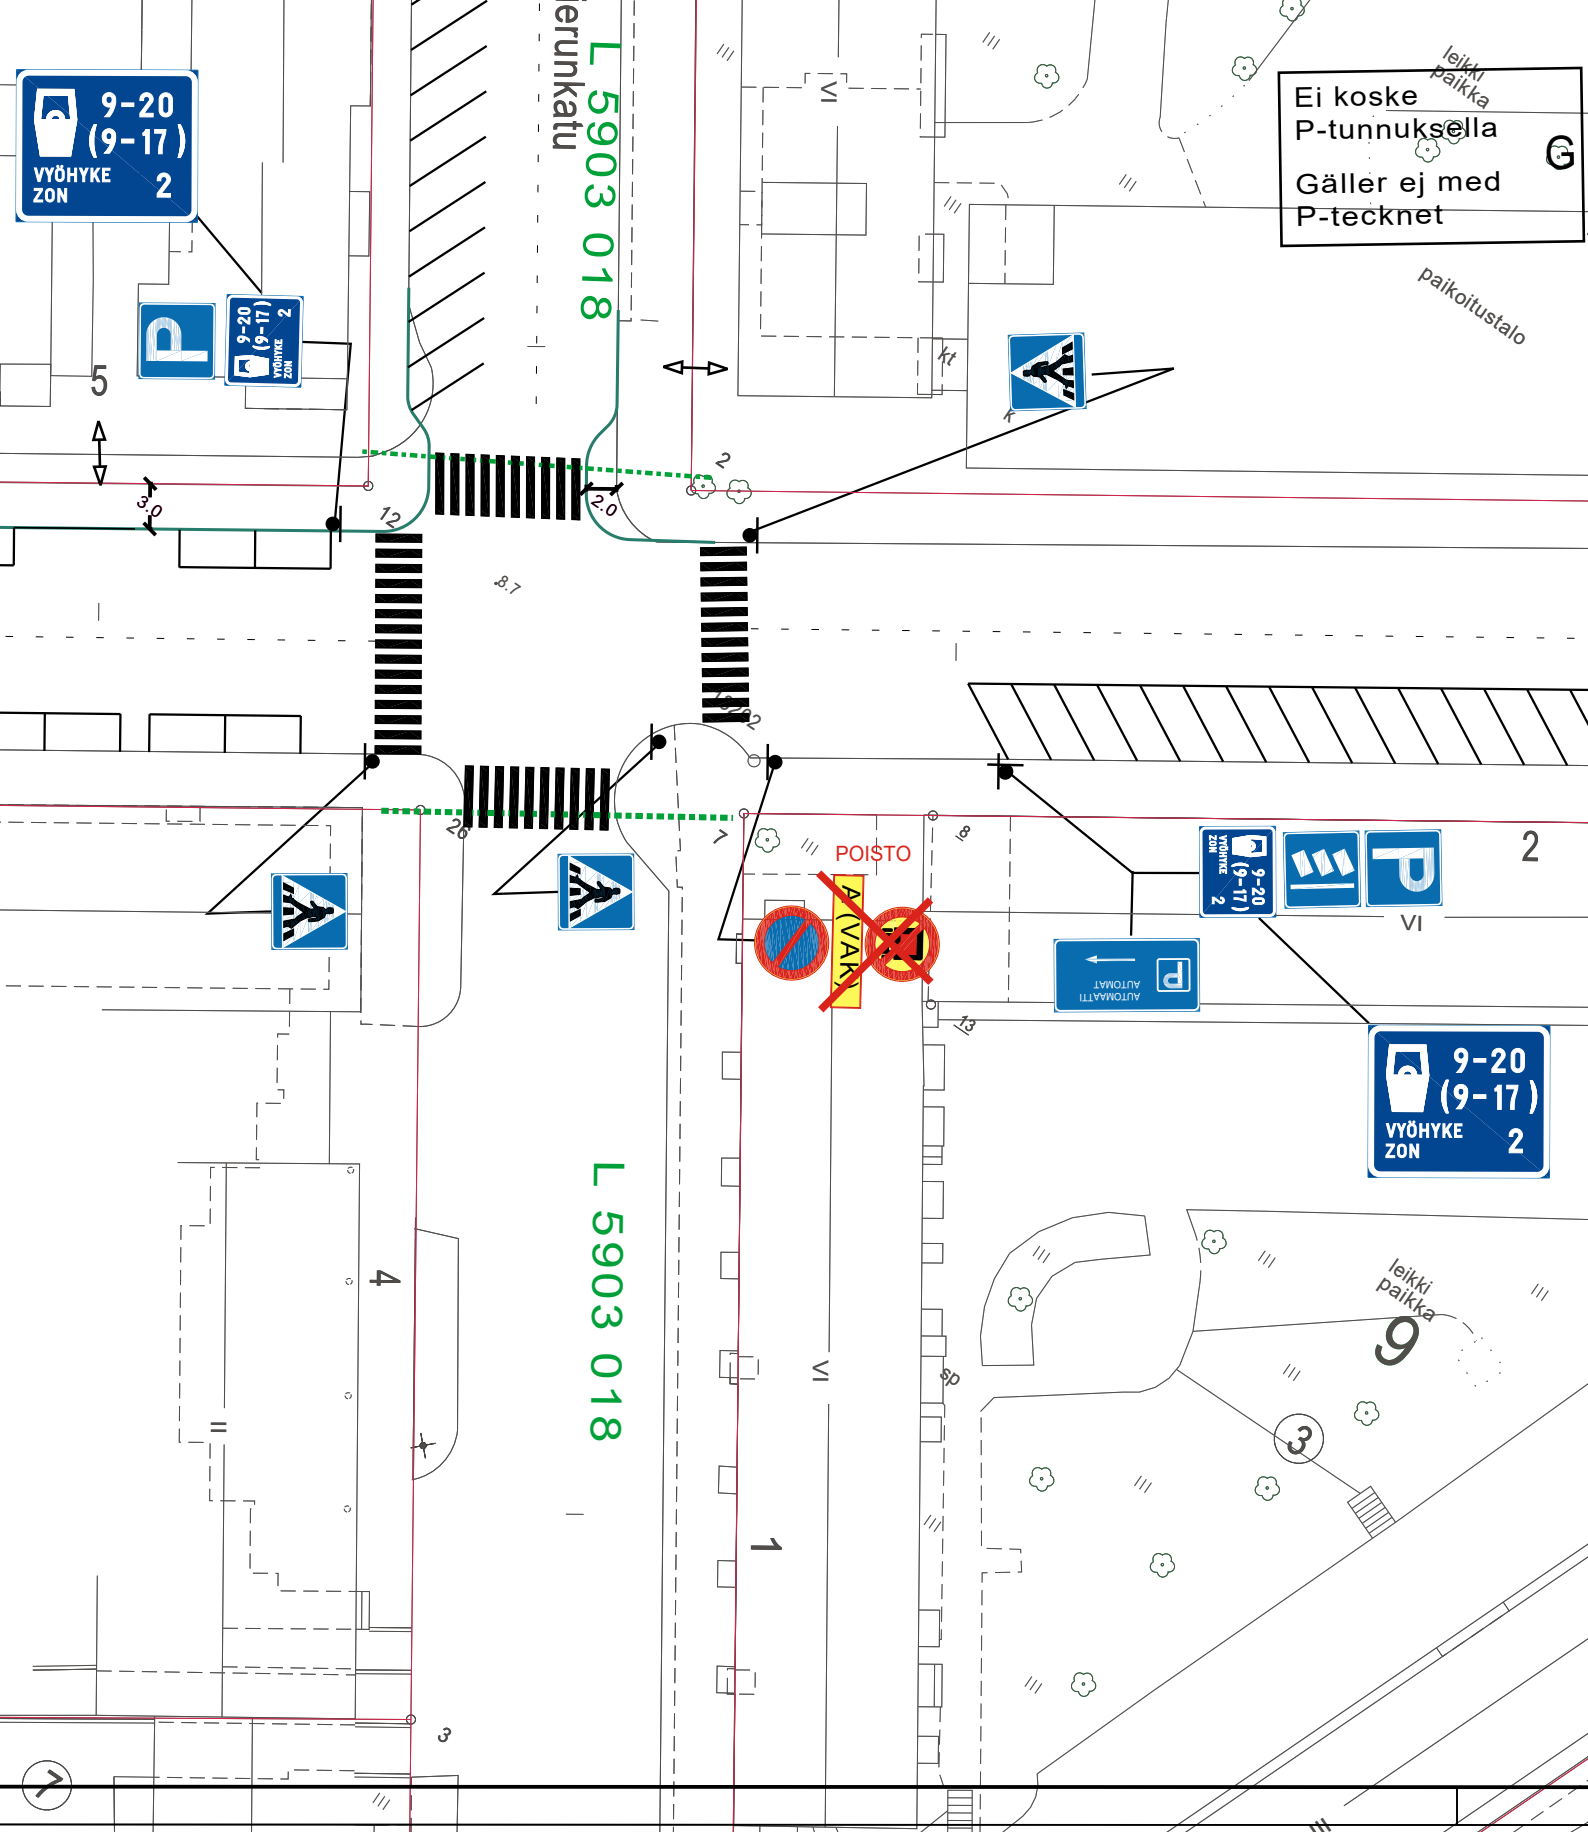 9-20
(9-17)
VYÖHYKE
ZON 2
P
9-20
(9-17)
VYÖHYKE
ZON 2
5
3.0
12
2.0
2
8.7
L 5903 018
VI
kt
k
leikki
paikka
Ei koske
P-tunnuksella
Gäller ej med
P-tecknet
G
paikoitustalo
26
7
8
POISTO
A (VAK)
13
9-20
(9-17)
VYÖHYKE
ZON 2
P
2
VI
P
AUTOMAATTI
AUTOMAT
9-20
(9-17)
VYÖHYKE
ZON 2
4
L 5903 018
II
VI
sp
1
leikki
paikka
9
3
3
7
III